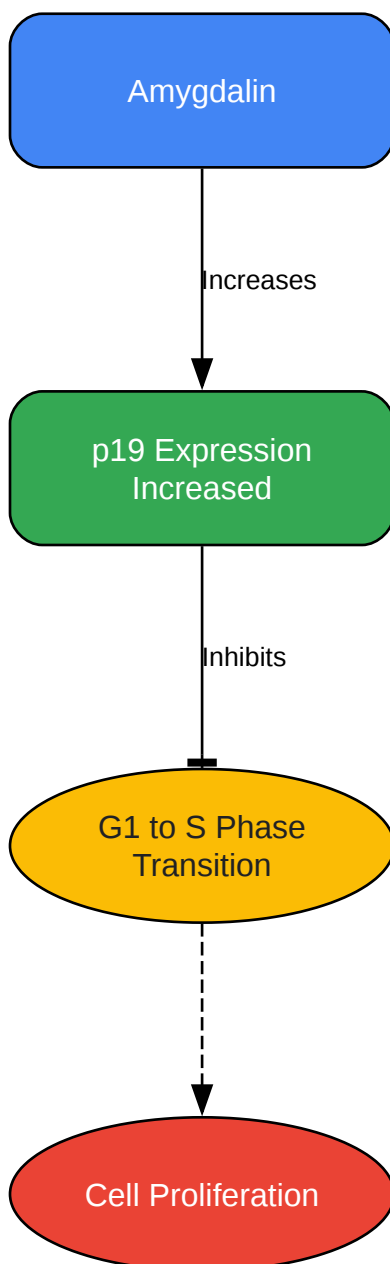 Amygdalin
Increases
p19 Expression
Increased
Inhibits
G1 to S Phase
Transition
Cell Proliferation